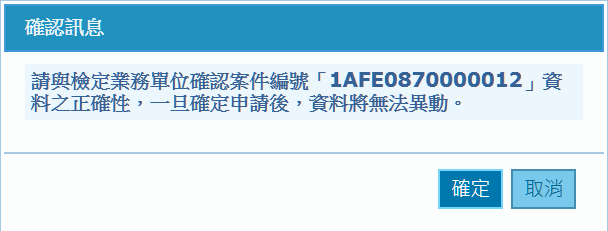 確認訊息
請與檢定業務單位確認案件編號「1AFE0870000012」資
料之正確性，一旦確定申請後，資料將無法異動。
確定
取消